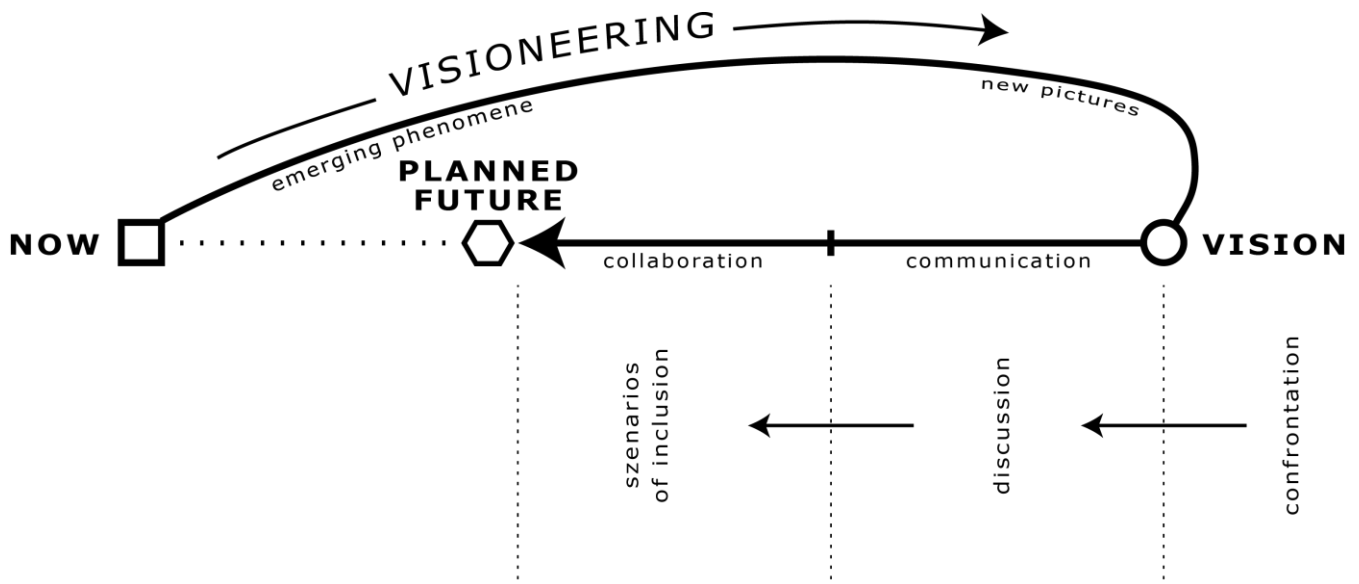 VISIONEERING
emerging phenomene
new pictures
PLANNED
FUTURE
NOW
VISION
collaboration
communication
szenarios
of inclusion
discussion
confrontation